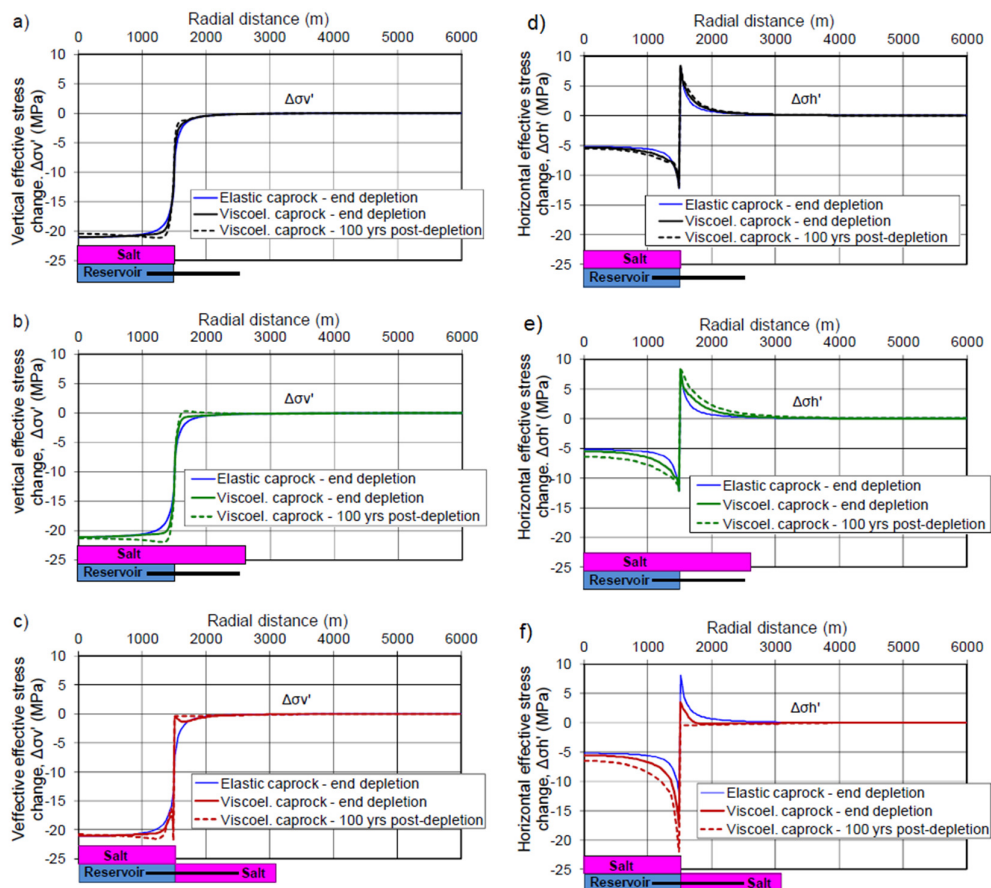 a)
Radial distance (m)
0 1000 2000 3000 4000 5000 6000
Vertical effective stress
change, Δσv' (MPa)
10
5
0
-5
-10
-15
-20
-25
Δσv'
Elastic caprock - end depletion
Viscoel. caprock - end depletion
Viscoel. caprock - 100 yrs post-depletion
Salt
Reservoir
d)
Radial distance (m)
0 1000 2000 3000 4000 5000 6000
Horizontal effective stress
change, Δσh' (MPa)
10
5
0
-5
-10
-15
-20
-25
Δσh'
Elastic caprock - end depletion
Viscoel. caprock - end depletion
Viscoel. caprock - 100 yrs post-depletion
Salt
Reservoir
b)
Radial distance (m)
0 1000 2000 3000 4000 5000 6000
vertical effective stress
change, Δσv' (MPa)
10
5
0
-5
-10
-15
-20
-25
Δσv'
Elastic caprock - end depletion
Viscoel. caprock - end depletion
Viscoel. caprock - 100 yrs post-depletion
Salt
Reservoir
e)
Radial distance (m)
0 1000 2000 3000 4000 5000 6000
Horizontal effective stress
change, Δσh' (MPa)
10
5
0
-5
-10
-15
-20
-25
Δσh'
Elastic caprock - end depletion
Viscoel. caprock - end depletion
Viscoel. caprock - 100 yrs post-depletion
Salt
Reservoir
c)
Radial distance (m)
0 1000 2000 3000 4000 5000 6000
Veffective effective stress
change, Δσv' (MPa)
10
5
0
-5
-10
-15
-20
-25
Δσv'
Elastic caprock - end depletion
Viscoel. caprock - end depletion
Viscoel. caprock - 100 yrs post-depletion
Salt
Reservoir Salt
f)
Radial distance (m)
0 1000 2000 3000 4000 5000 6000
Horizontal effective stress
change, Δσh (MPa)
10
5
0
-5
-10
-15
-20
-25
Δσh'
Elastic caprock - end depletion
Viscoel. caprock - end depletion
Viscoel. caprock - 100 yrs post-depletion
Salt
Reservoir Salt